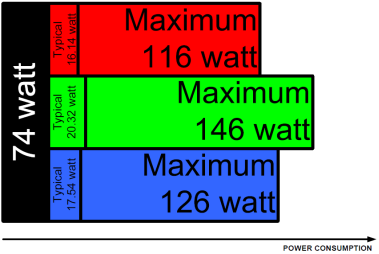 74 watt
Typical
16.14 watt
Maximum
116 watt
Typical
20.32 watt
Maximum
146 watt
Typical
17.54 watt
Maximum
126 watt
POWER CONSUMPTION